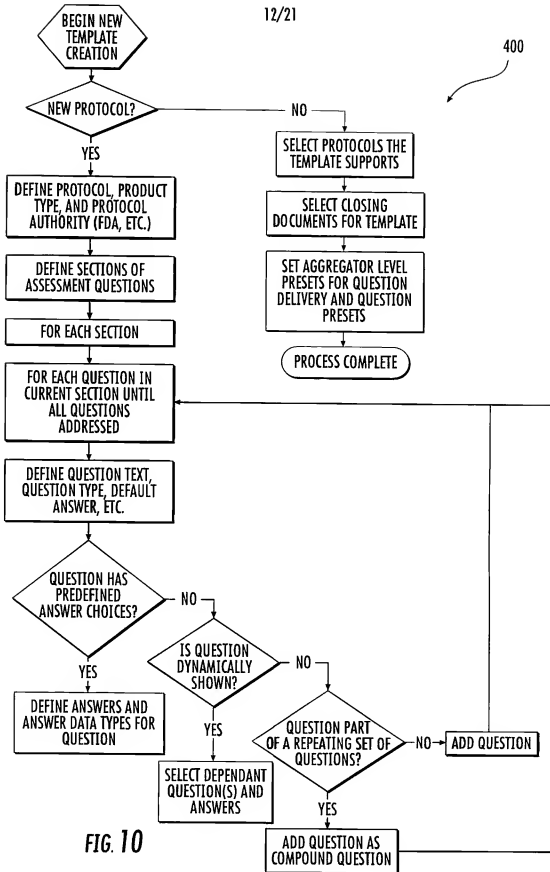 12/21
400
BEGIN NEW
TEMPLATE
CREATION
NEW PROTOCOL?
NO
YES
SELECT PROTOCOLS THE
TEMPLATE SUPPORTS
SELECT CLOSING
DOCUMENTS FOR TEMPLATE
SET AGGREGATOR LEVEL
PRESETS FOR QUESTION
DELIVERY AND QUESTION
PRESETS
PROCESS COMPLETE
DEFINE PROTOCOL, PRODUCT
TYPE, AND PROTOCOL
AUTHORITY (FDA, ETC.)
DEFINE SECTIONS OF
ASSESSMENT QUESTIONS
FOR EACH SECTION
FOR EACH QUESTION IN
CURRENT SECTION UNTIL
ALL QUESTIONS
ADDRESSED
DEFINE QUESTION TEXT,
QUESTION TYPE, DEFAULT
ANSWER, ETC.
QUESTION HAS
PREDEFINED
ANSWER CHOICES?
NO
YES
DEFINE ANSWERS AND
ANSWER DATA TYPES FOR
QUESTION
IS QUESTION
DYNAMICALLY
SHOWN?
NO
YES
SELECT DEPENDANT
QUESTION(S) AND
ANSWERS
QUESTION PART
OF A REPEATING SET OF
QUESTIONS?
NO
ADD QUESTION
YES
ADD QUESTION AS
COMPOUND QUESTION
FIG. 10